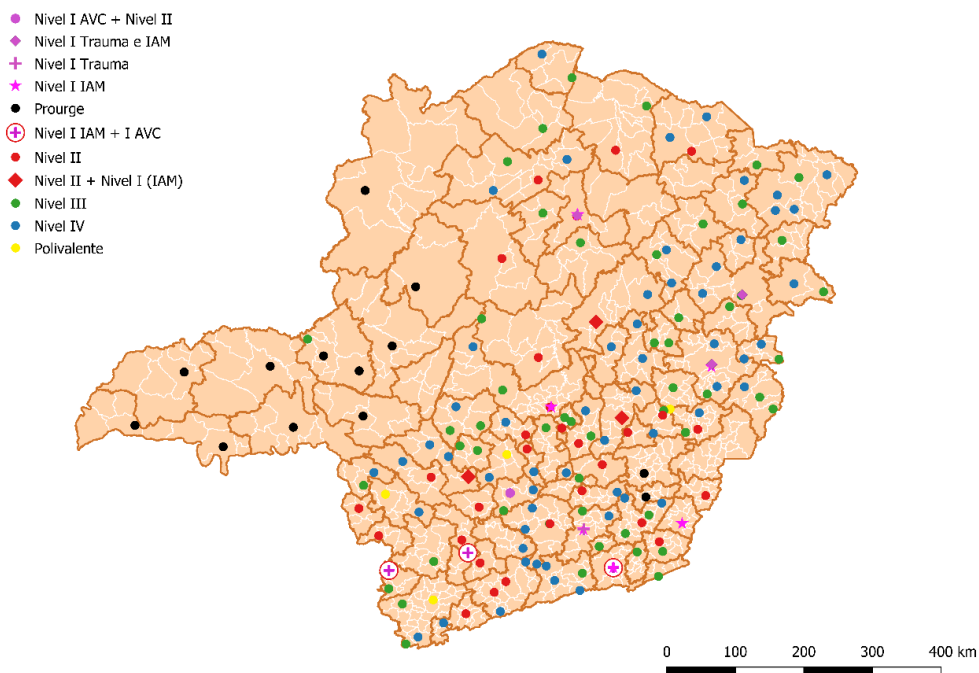 Nivel I AVC + Nivel II
Nivel I Trauma e IAM
Nivel I Trauma
Nivel I IAM
Prourge
Nivel I IAM + I AVC
Nivel II
Nivel II + Nivel I (IAM)
Nivel III
Nivel IV
Polivalente
0 100 200 300 400 km